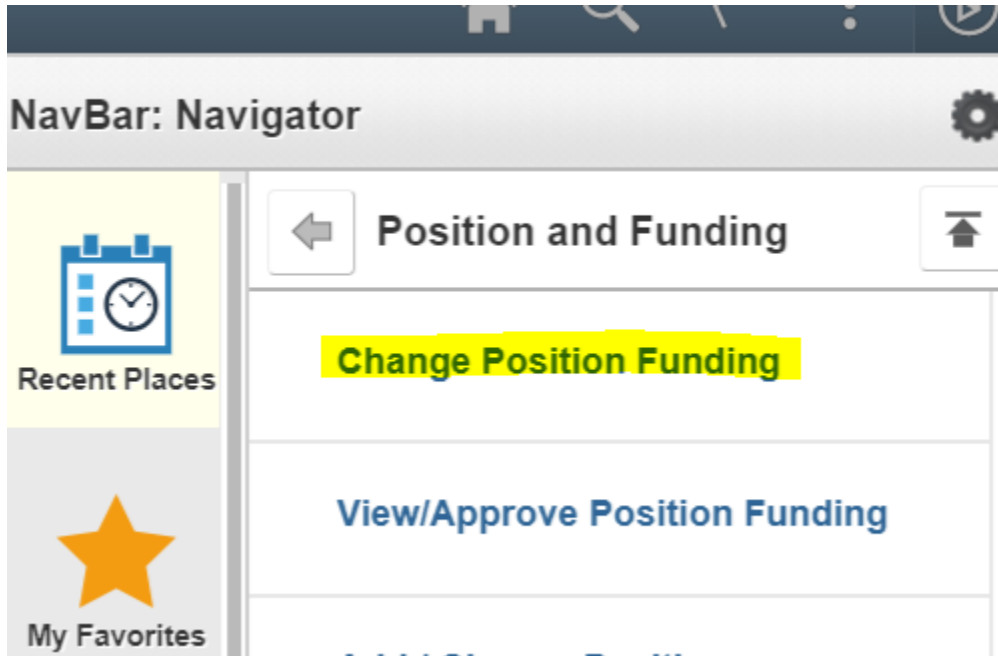 NavBar: Navigator
Position and Funding
Recent Places
Change Position Funding
View/Approve Position Funding
My Favorites